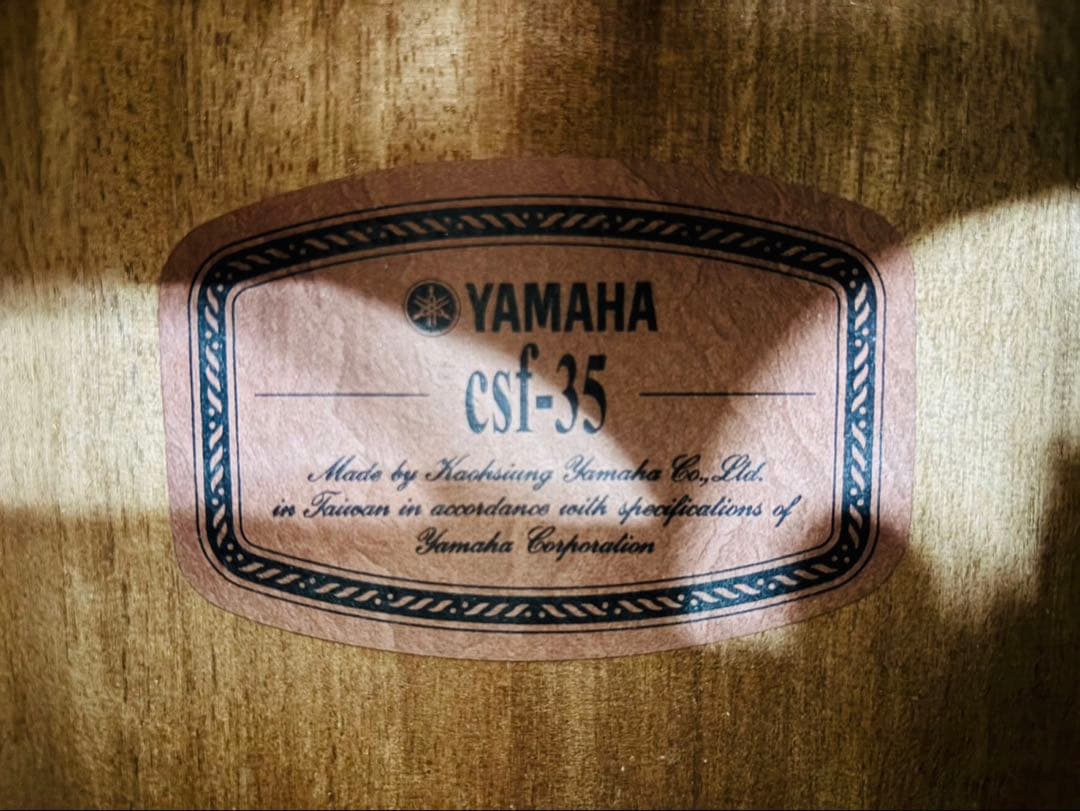 YAMAHA
csf-35
Made by Kaohsiung Yamaha Co., Ltd.
in Taiwan in accordance with specifications of
Yamaha Corporation